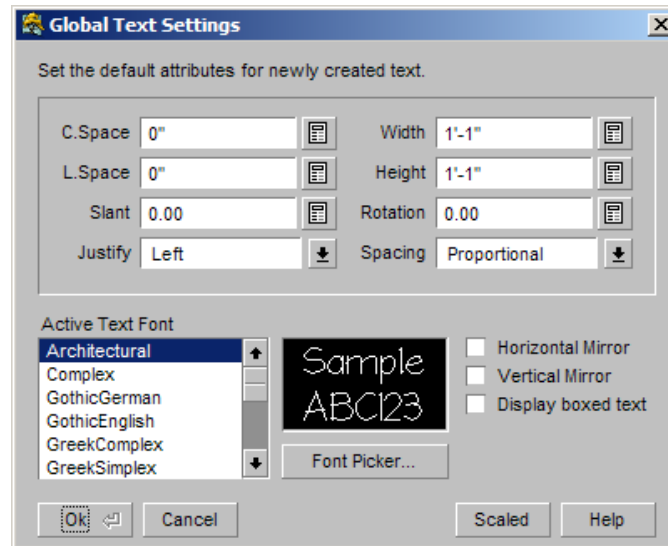 Global Text Settings
Set the default attributes for newly created text.
C.Space 0" Width 1'-1"
L.Space 0" Height 1'-1"
Slant 0.00 Rotation 0.00
Justify Left Spacing Proportional
Active Text Font
Architectural
Complex
GothicGerman
GothicEnglish
GreekComplex
GreekSimplex
Sample
ABC123
Font Picker...
Horizontal Mirror
Vertical Mirror
Display boxed text
Ok Cancel Scaled Help